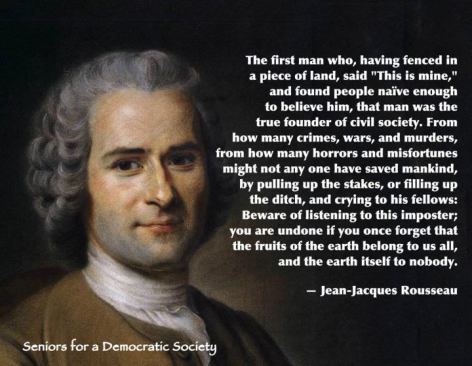 The first man who, having fenced in
a piece of land, said "This is mine,"
and found people naïve enough
to believe him, that man was the
true founder of civil society. From
how many crimes, wars, and murders,
from how many horrors and misfortunes
might not any one have saved mankind,
by pulling up the stakes, or filling up
the ditch, and crying to his fellows:
Beware of listening to this imposter;
you are undone if you once forget that
the fruits of the earth belong to us all,
and the earth itself to nobody.
— Jean-Jacques Rousseau
Seniors for a Democratic Society